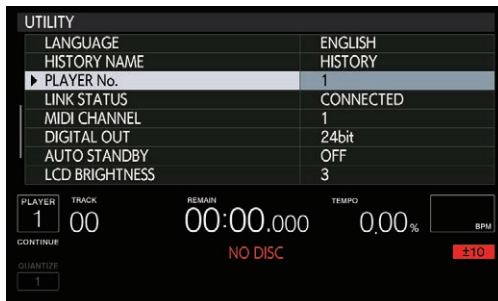 UTILITY
LANGUAGE ENGLISH
HISTORY NAME HISTORY
PLAYER No. 1
LINK STATUS CONNECTED
MIDI CHANNEL 1
DIGITAL OUT 24bit
AUTO STANDBY OFF
LCD BRIGHTNESS 3
PLAYER TRACK REMAIN TEMPO
1 00 00:00.000 0.00% BPM
CONTINUE NO DISC ±10
QUANTIZE
1